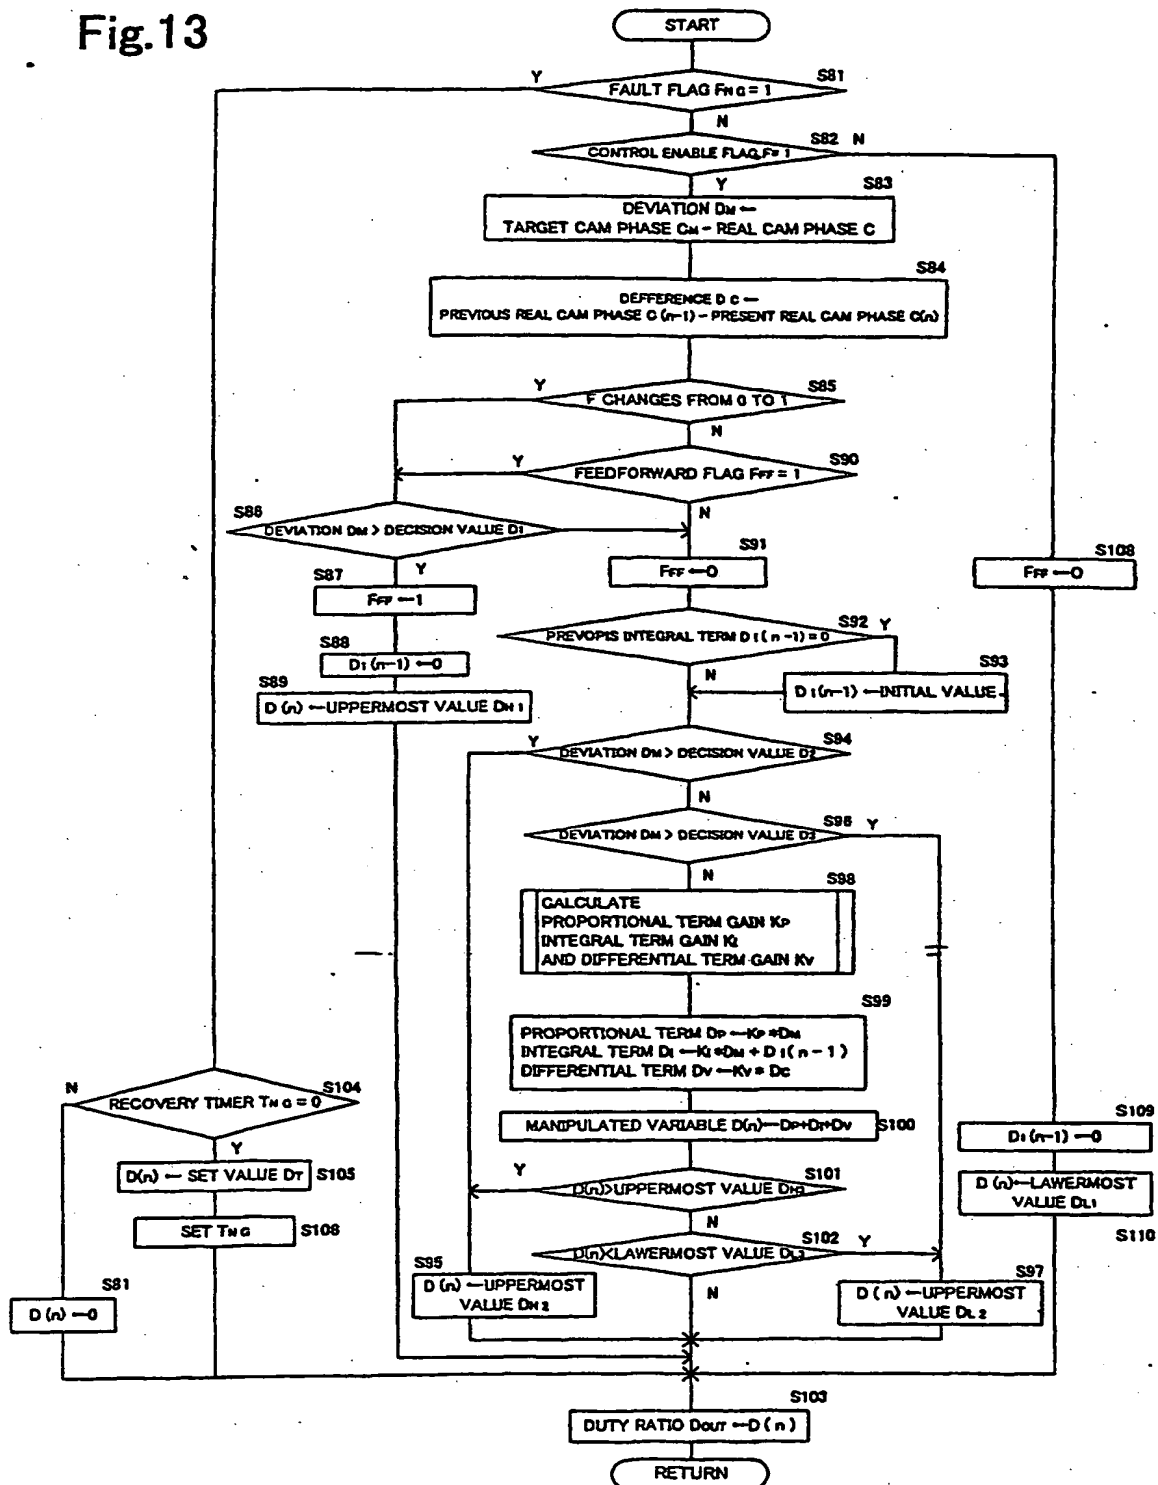 Fig.13
START
S81
Y
FAULT FLAG FNG = 1
N
S82
N
CONTROL ENABLE FLAG F=1
Y
S83
DEVIATION DM ←
TARGET CAM PHASE CM - REAL CAM PHASE C
S84
DEFFERENCE D C ←
PREVIOUS REAL CAM PHASE C (n-1) - PRESENT REAL CAM PHASE C(n)
Y
S85
F CHANGES FROM 0 TO 1
N
Y
S90
FEEDFORWARD FLAG FFF = 1
N
S86
DEVIATION DM > DECISION VALUE D1
Y
S91
FFF ←0
S108
FFF ←0
S87
FFF ←1
S92
Y
PREVOPIS INTEGRAL TERM D I ( n -1) = 0
N
S88
D I (n-1) ←0
S93
D I (n-1) ←INITIAL VALUE
S89
D (n) ←UPPERMOST VALUE DH1
Y
S94
DEVIATION DM > DECISION VALUE D2
N
S96
Y
DEVIATION DM > DECISION VALUE D3
N
S98
CALCULATE
PROPORTIONAL TERM GAIN KP
INTEGRAL TERM GAIN KI
AND DIFFERENTIAL TERM GAIN KV
S99
PROPORTIONAL TERM DP ←KP *DM
INTEGRAL TERM DI ←KI *DM + D I ( n - 1 )
DIFFERENTIAL TERM DV ←KV * DC
N
S104
RECOVERY TIMER TNG = 0
Y
MANIPULATED VARIABLE D(n)←DP+DI+DV
S100
S109
D I (n-1) ←0
D(n) ← SET VALUE DT
S105
Y
S101
D(n)>UPPERMOST VALUE DH3
N
D (n)←LAWERMOST
VALUE DL1
S110
SET TNG
S106
S102
Y
D(n)<LAWERMOST VALUE DL3
N
S81
D (n) ←0
S95
D (n) ←UPPERMOST
VALUE DH2
S97
D ( n ) ←UPPERMOST
VALUE DL 2
S103
DUTY RATIO DOUT ←D ( n )
RETURN